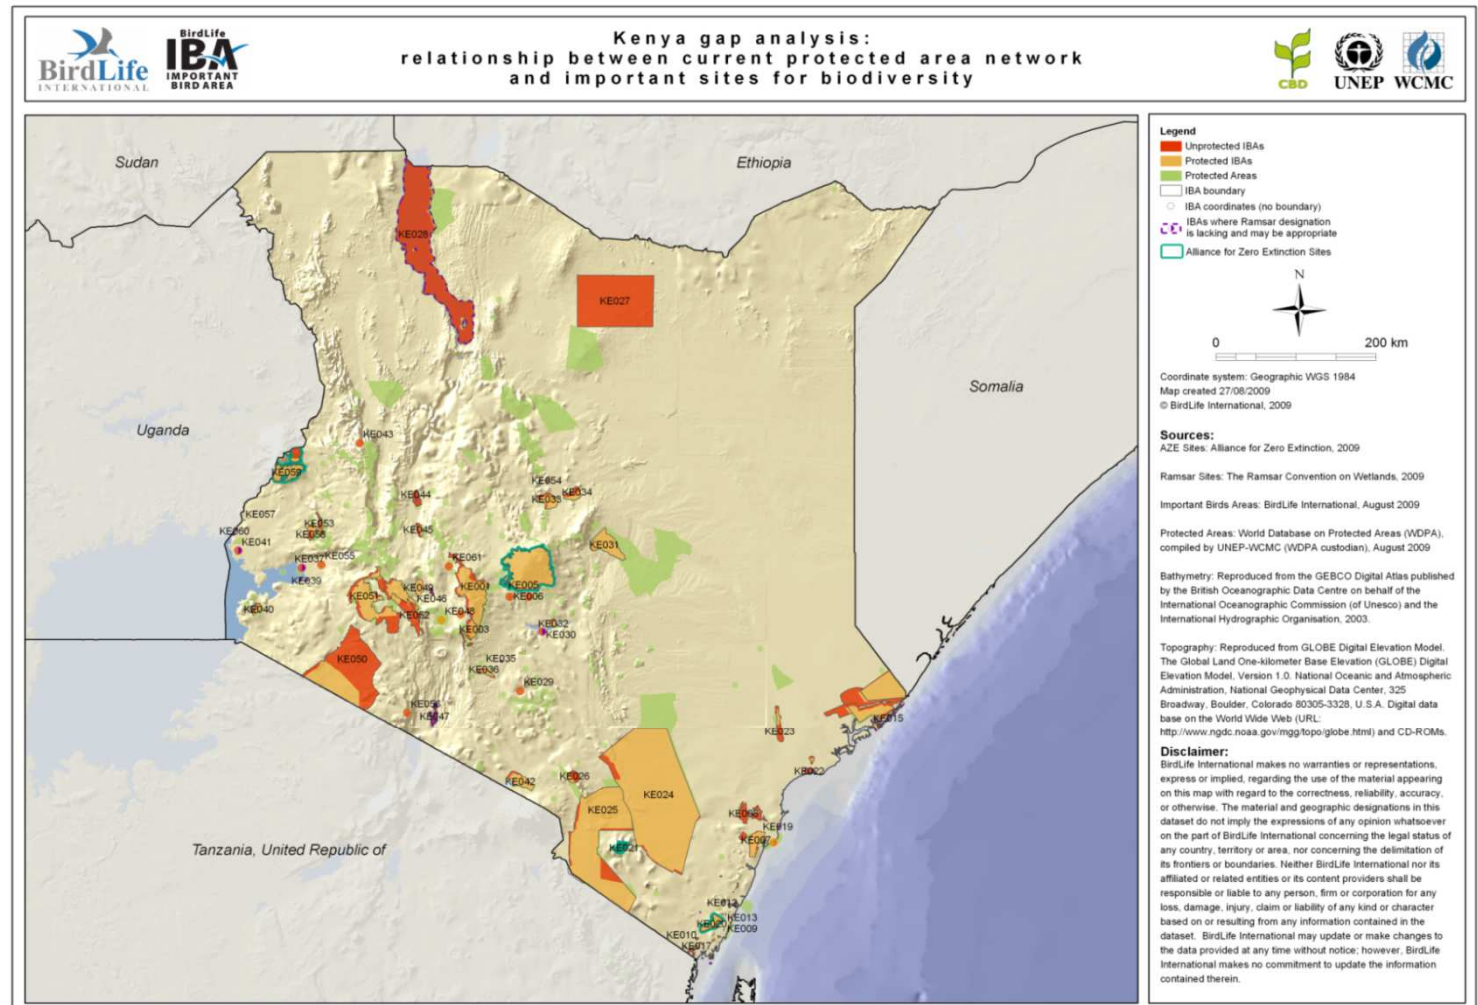 BirdLife
INTERNATIONAL
BirdLife
IBA
IMPORTANT
BIRD AREA
Kenya gap analysis:
relationship between current protected area network
and important sites for biodiversity
CBD
UNEP
WCMC
Sudan
Ethiopia
KE028
KE027
Somalia
Uganda
KE043
KE059
KE054
KE044
KE033
KE034
KE057
KE053
KE045
KE058
KE060
KE041
KE031
KE055
KE061
KE037
KE039
KE005
KE049
KE001
KE051
KE046
KE006
KE040
KE048
KE052
KE032
KE003
KE030
KE050
KE035
KE036
KE029
KE047
KE015
KE023
KE022
KE026
KE042
KE024
KE025
KE019
KE007
KE021
Tanzania, United Republic of
KE012
KE013
KE020
KE009
KE010
KE017
Legend
Unprotected IBAs
Protected IBAs
Protected Areas
IBA boundary
IBA coordinates (no boundary)
IBAs where Ramsar designation
is lacking and may be appropriate
Alliance for Zero Extinction Sites
N
0 200 km
Coordinate system: Geographic WGS 1984
Map created 27/08/2009
© BirdLife International, 2009
Sources:
AZE Sites: Alliance for Zero Extinction, 2009
Ramsar Sites: The Ramsar Convention on Wetlands, 2009
Important Birds Areas: BirdLife International, August 2009
Protected Areas: World Database on Protected Areas (WDPA),
compiled by UNEP-WCMC (WDPA custodian), August 2009
Bathymetry: Reproduced from the GEBCO Digital Atlas published
by the British Oceanographic Data Centre on behalf of the
International Oceanographic Commission (of Unesco) and the
International Hydrographic Organisation, 2003.
Topography: Reproduced from GLOBE Digital Elevation Model.
The Global Land One-kilometer Base Elevation (GLOBE) Digital
Elevation Model, Version 1.0. National Oceanic and Atmospheric
Administration, National Geophysical Data Center, 325
Broadway, Boulder, Colorado 80305-3328, U.S.A. Digital data
base on the World Wide Web (URL:
http://www.ngdc.noaa.gov/mgg/topo/globe.html) and CD-ROMs.
Disclaimer:
BirdLife International makes no warranties or representations,
express or implied, regarding the use of the material appearing
on this map with regard to the correctness, reliability, accuracy,
or otherwise. The material and geographic designations in this
dataset do not imply the expressions of any opinion whatsoever
on the part of BirdLife International concerning the legal status of
any country, territory or area, nor concerning the delimitation of
its frontiers or boundaries. Neither BirdLife International nor its
affiliated or related entities or its content providers shall be
responsible or liable to any person, firm or corporation for any
loss, damage, injury, claim or liability of any kind or character
based on or resulting from any information contained in the
dataset. BirdLife International may update or make changes to
the data provided at any time without notice; however, BirdLife
International makes no commitment to update the information
contained therein.